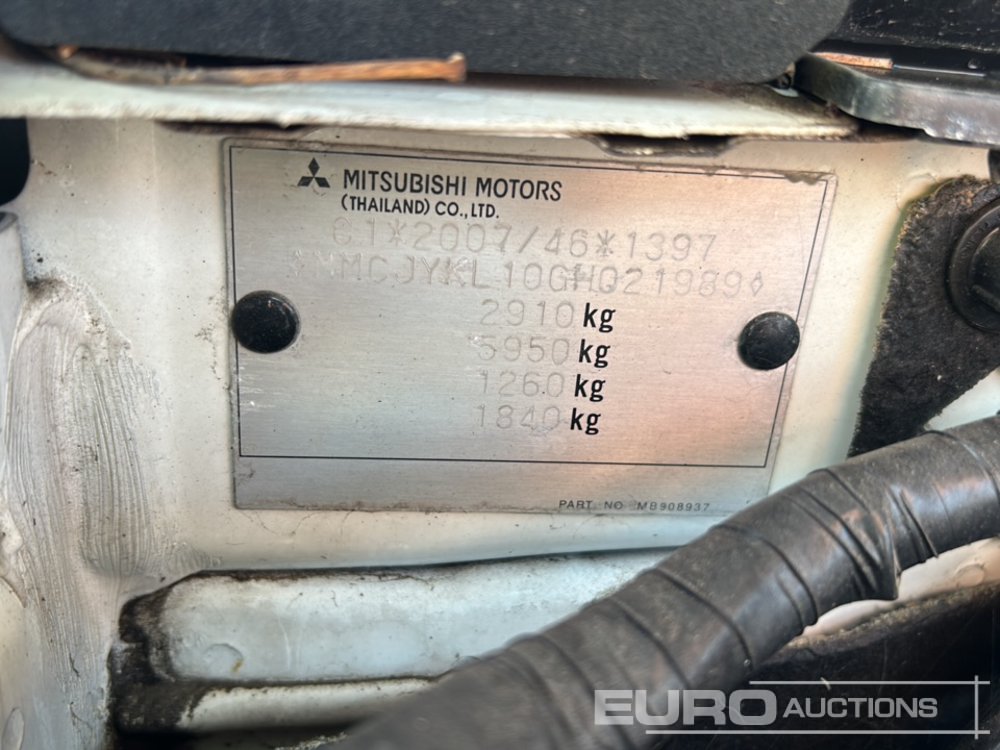 MITSUBISHI MOTORS
(THAILAND) CO., LTD.
G1*2007/46*1397
*MMCJYKL10GH021989◊
2910 kg
5950 kg
1260 kg
1840 kg
PART NO MB908937
EURO AUCTIONS